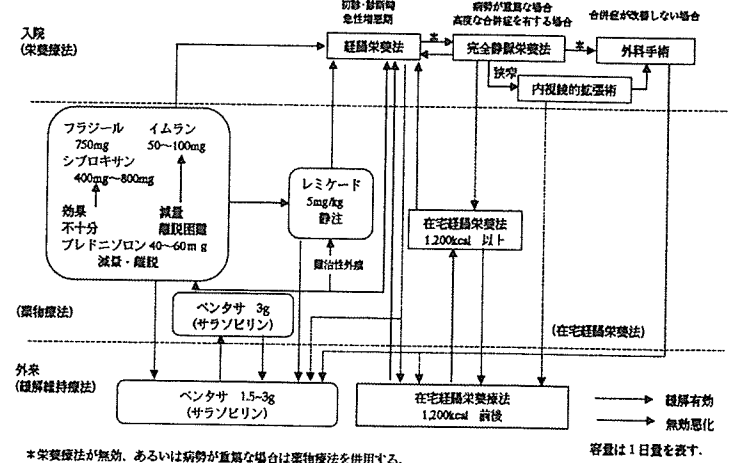 初診・診断時
急性増悪期
病勢が重篤な場合
高度な合併症を有する場合
合併症が改善しない場合
入院
(栄養療法)
経腸栄養法
*
完全静脈栄養法
*
外科手術
狭窄
内視鏡的拡張術
フラジール
750mg
イムラン
50〜100mg
シプロキサン
400mg〜800mg
効果
不十分
減量
離脱困難
プレドニゾロン 40〜60mg
減量・離脱
レミケード
5mg/kg
静注
難治性外瘻
在宅経腸栄養法
1,200kcal 以上
(薬物療法)
ペンタサ 3g
(サラゾピリン)
(在宅経腸栄養法)
外来
(緩解維持療法)
ペンタサ 1.5~3g
(サラゾピリン)
在宅経腸栄養療法
1,200kcal 前後
緩解有効
無効悪化
容量は1日量を表す.
*栄養療法が無効、あるいは病勢が重篤な場合は薬物療法を併用する.